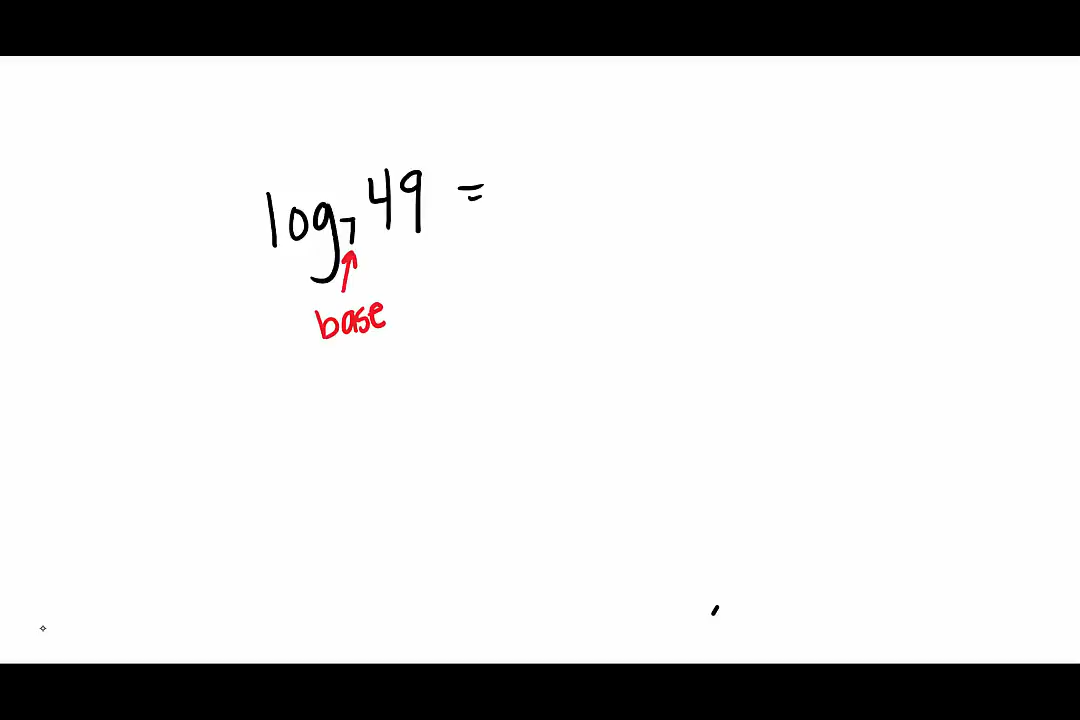 log₇ 49 =
base